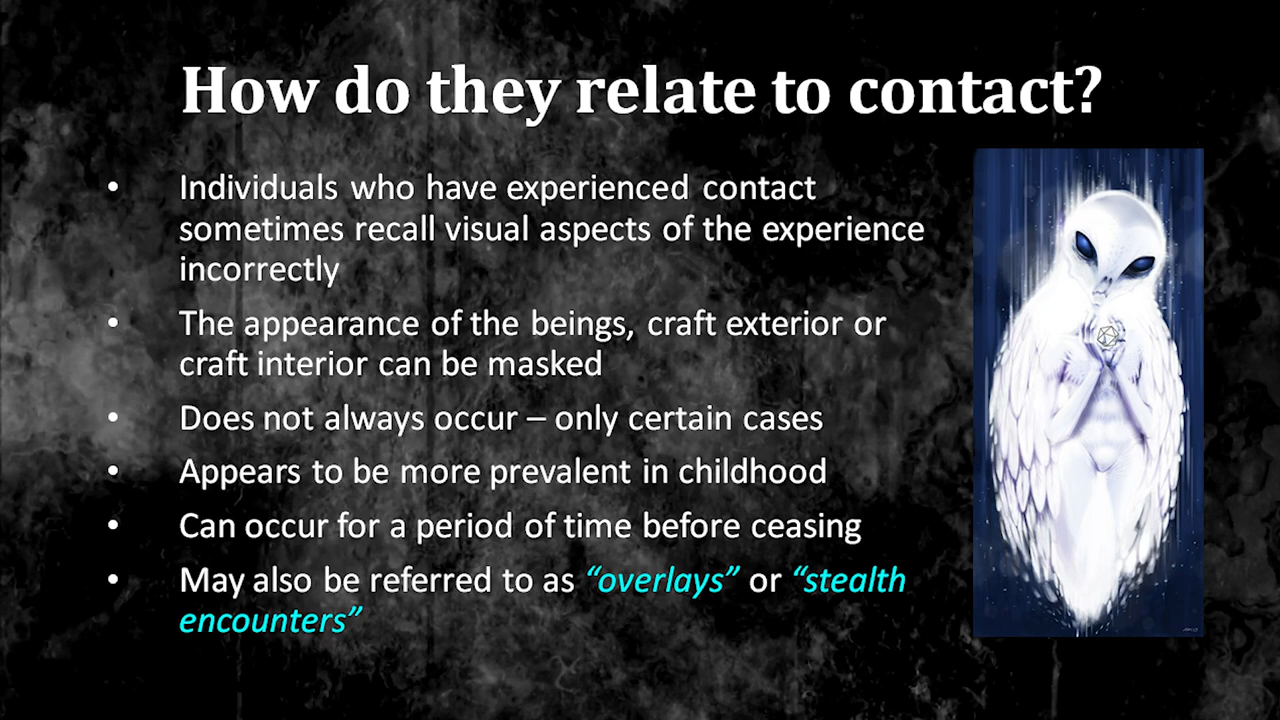 How do they relate to contact?
• Individuals who have experienced contact
sometimes recall visual aspects of the experience
incorrectly
• The appearance of the beings, craft exterior or
craft interior can be masked
• Does not always occur – only certain cases
• Appears to be more prevalent in childhood
• Can occur for a period of time before ceasing
• May also be referred to as “overlays” or “stealth
encounters”